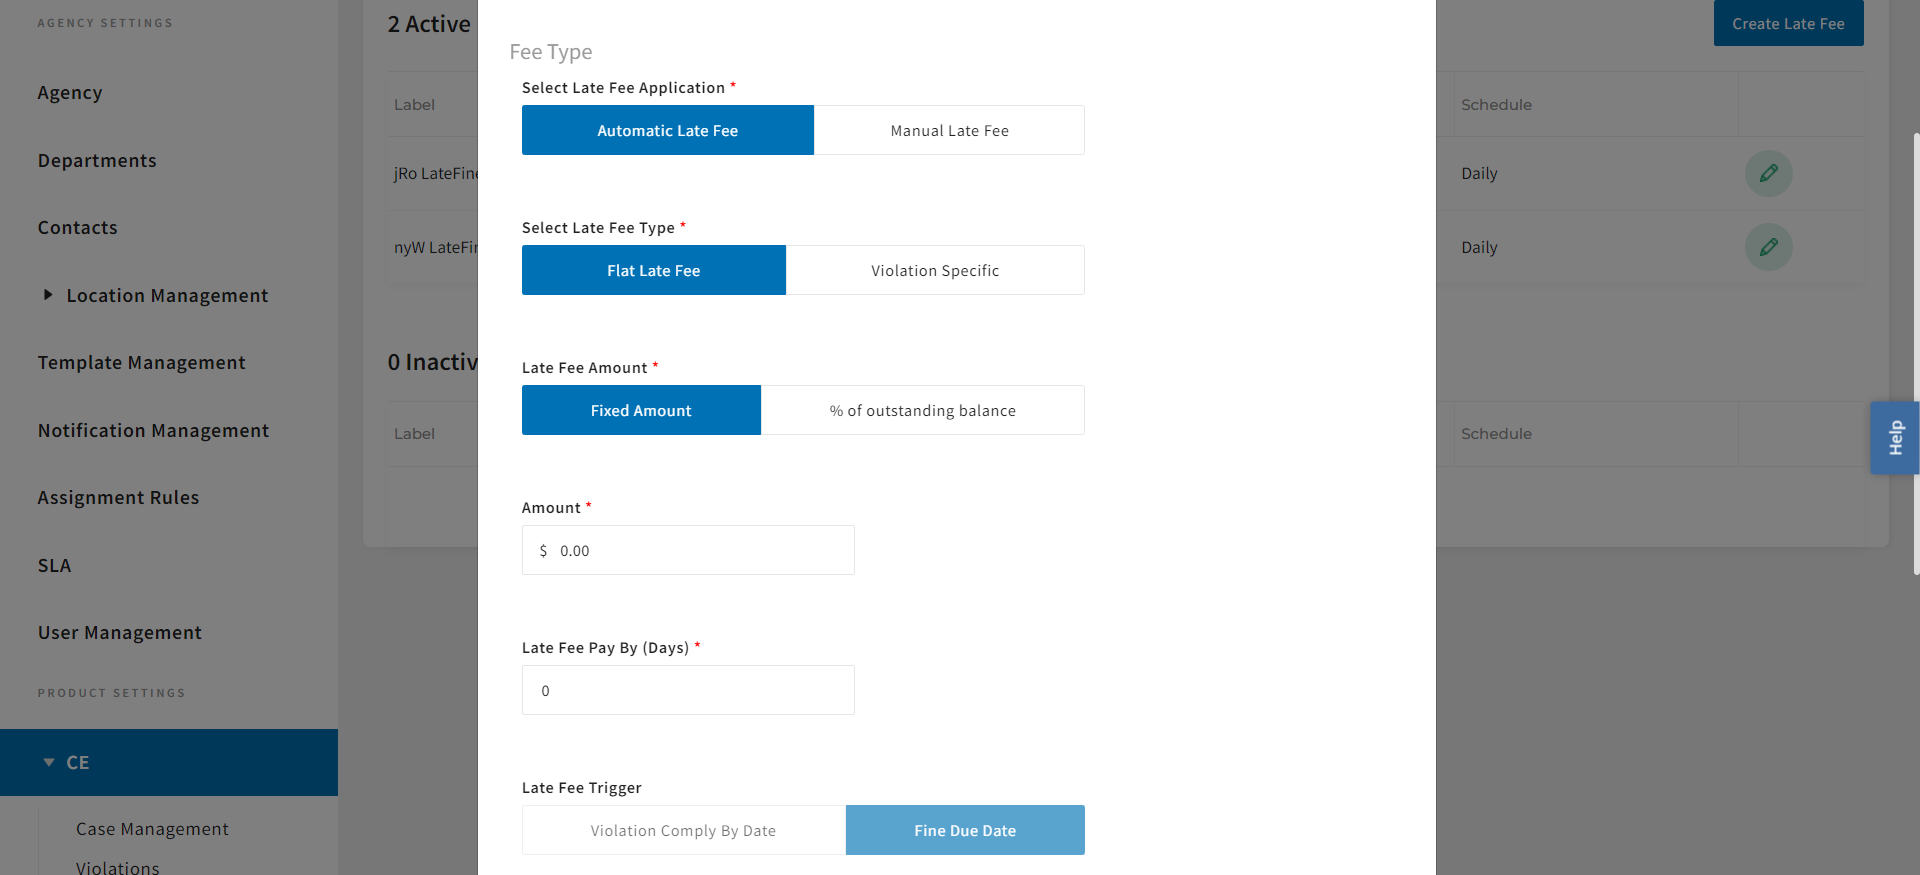 AGENCY SETTINGS
Agency
Departments
Contacts
Location Management
Template Management
Notification Management
Assignment Rules
SLA
User Management
PRODUCT SETTINGS
CE
Case Management
Violations
2 Active
Label
jRo LateFine
nyW LateFin
0 Inactiv
Label
Fee Type
Select Late Fee Application *
Automatic Late Fee
Manual Late Fee
Select Late Fee Type *
Flat Late Fee
Violation Specific
Late Fee Amount *
Fixed Amount
% of outstanding balance
Amount *
$ 0.00
Late Fee Pay By (Days) *
0
Late Fee Trigger
Violation Comply By Date
Fine Due Date
Create Late Fee
Schedule
Daily
Daily
Schedule
Help